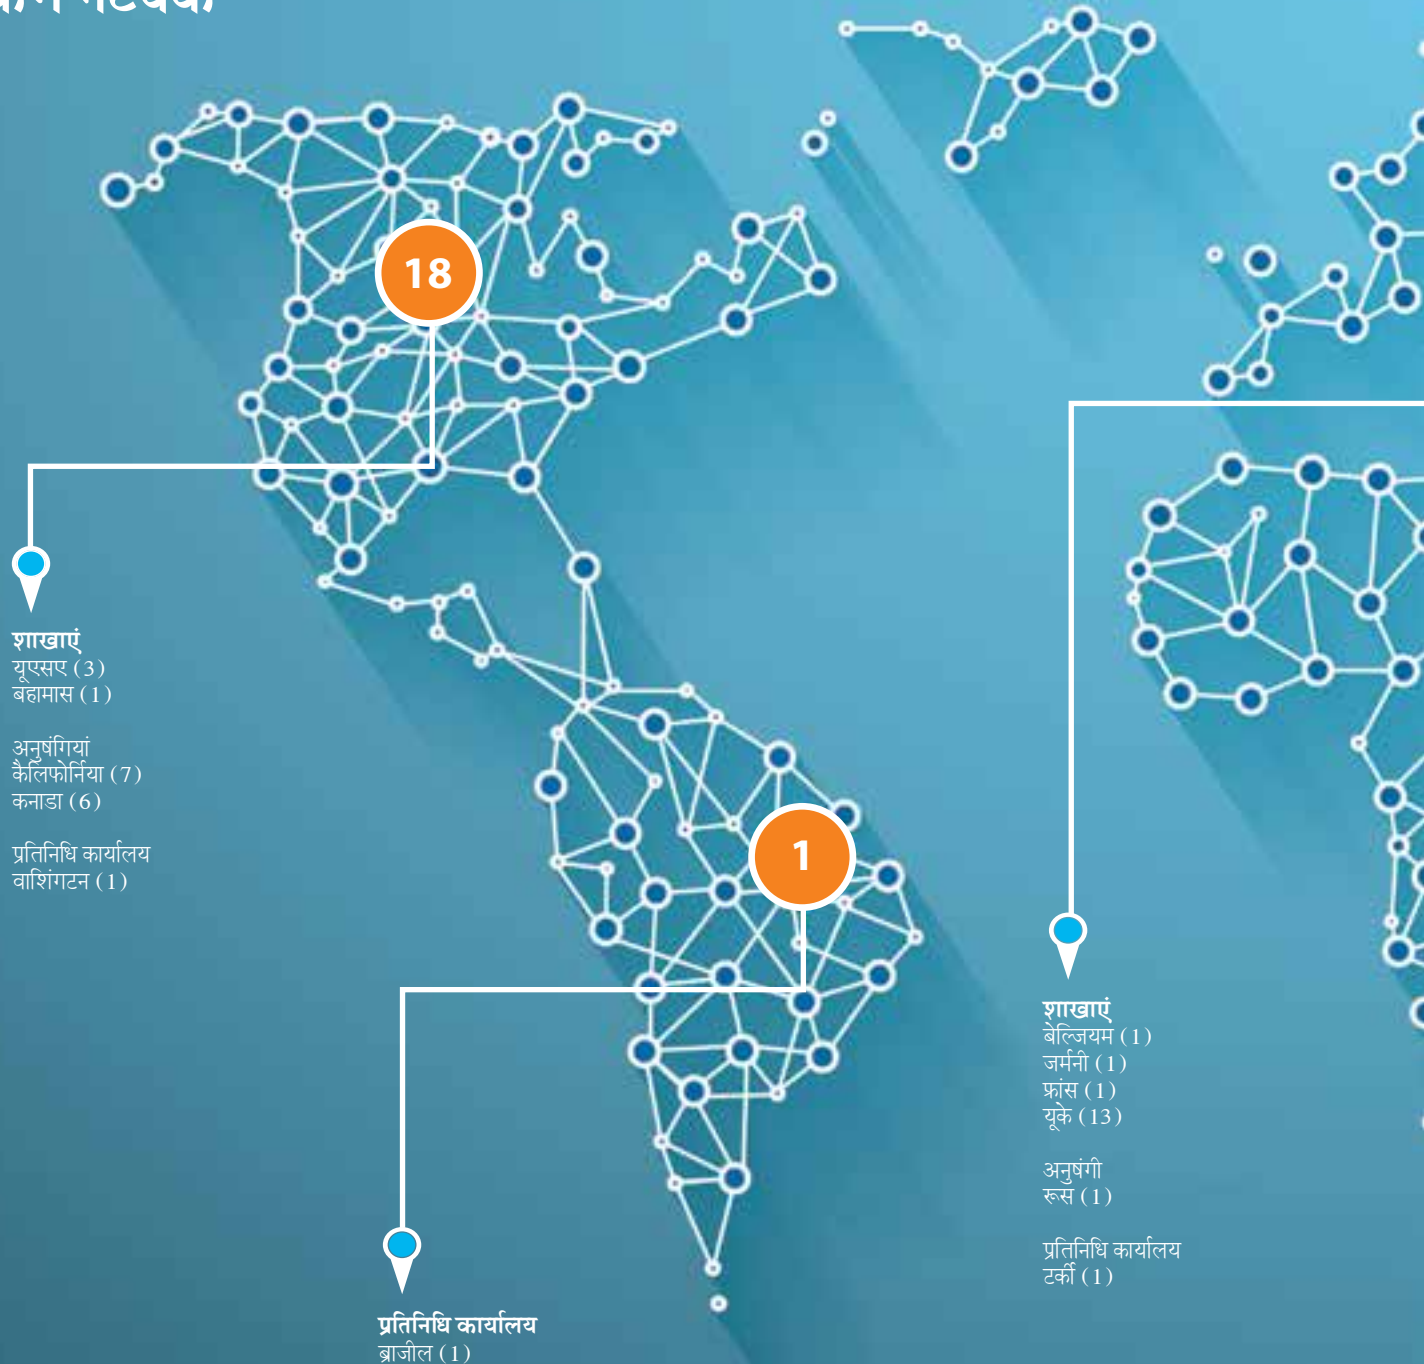 18
शाखाएं
यूएसए (3)
बहामास (1)
अनुषंगियां
कैलिफोर्निया (7)
कनाडा (6)
प्रतिनिधि कार्यालय
वाशिंगटन (1)
1
प्रतिनिधि कार्यालय
ब्राजील (1)
शाखाएं
बेल्जियम (1)
जर्मनी (1)
फ्रांस (1)
यूके (13)
अनुषंगी
रूस (1)
प्रतिनिधि कार्यालय
टर्की (1)